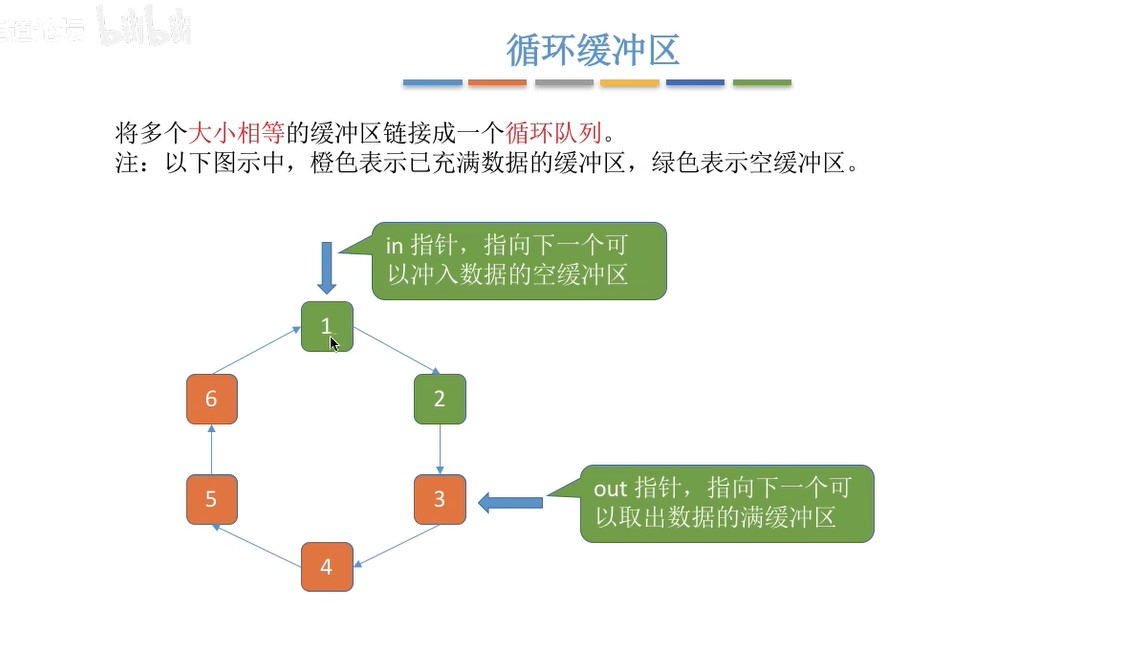 bilibili
循环缓冲区
将多个大小相等的缓冲区链接成一个循环队列。
注：以下图示中，橙色表示已充满数据的缓冲区，绿色表示空缓冲区。
in 指针，指向下一个可
以冲入数据的空缓冲区
1
6
2
5
3
out 指针，指向下一个可
以取出数据的满缓冲区
4